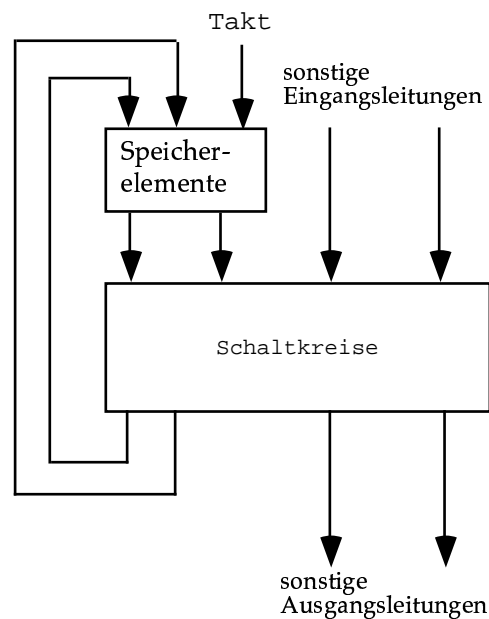 Takt
sonstige
Eingangsleitungen
Speicher-
elemente
Schaltkreise
sonstige
Ausgangsleitungen